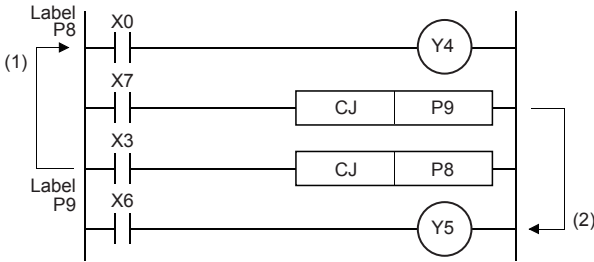 Label
P8
X0
Y4
(1)
X7
CJ P9
X3
CJ P8
Label
P9
X6
Y5
(2)